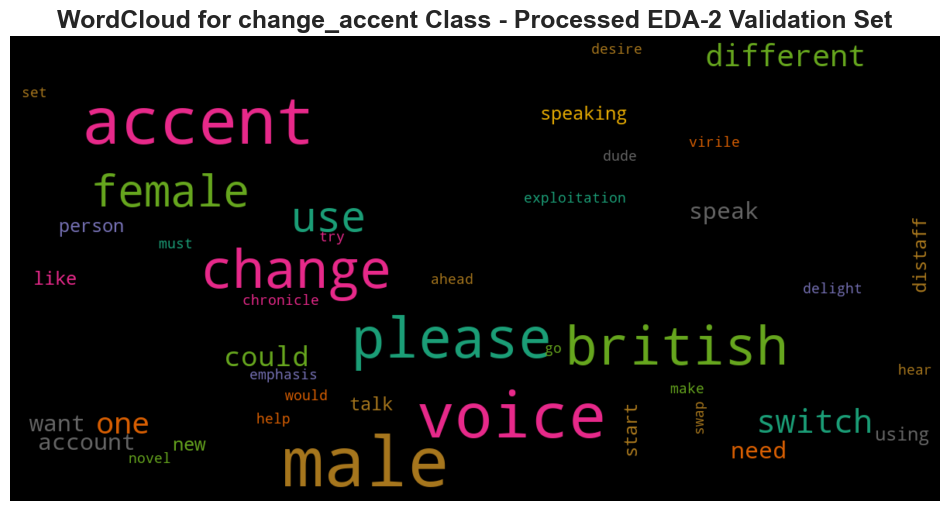 WordCloud for change_accent Class - Processed EDA-2 Validation Set
desire
different
set
accent
speaking
virile
dude
female
exploitation
use
speak
person
try
must
distaff
change
like
ahead
delight
chronicle
please
british
go
could
hear
emphasis
make
would
talk
voice
want
one
help
start
swap
switch
using
account
new
need
novel
male